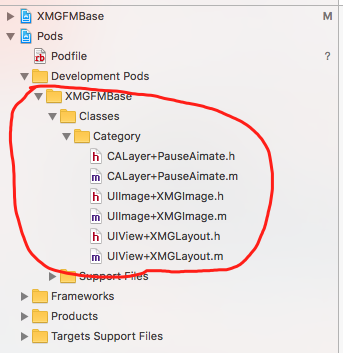 XMGFMBase M
Pods
Podfile ?
Development Pods
XMGFMBase
Classes
Category
CALayer+PauseAimate.h
CALayer+PauseAimate.m
UIImage+XMGImage.h
UIImage+XMGImage.m
UIView+XMGLayout.h
UIView+XMGLayout.m
Support Files
Frameworks
Products
Targets Support Files